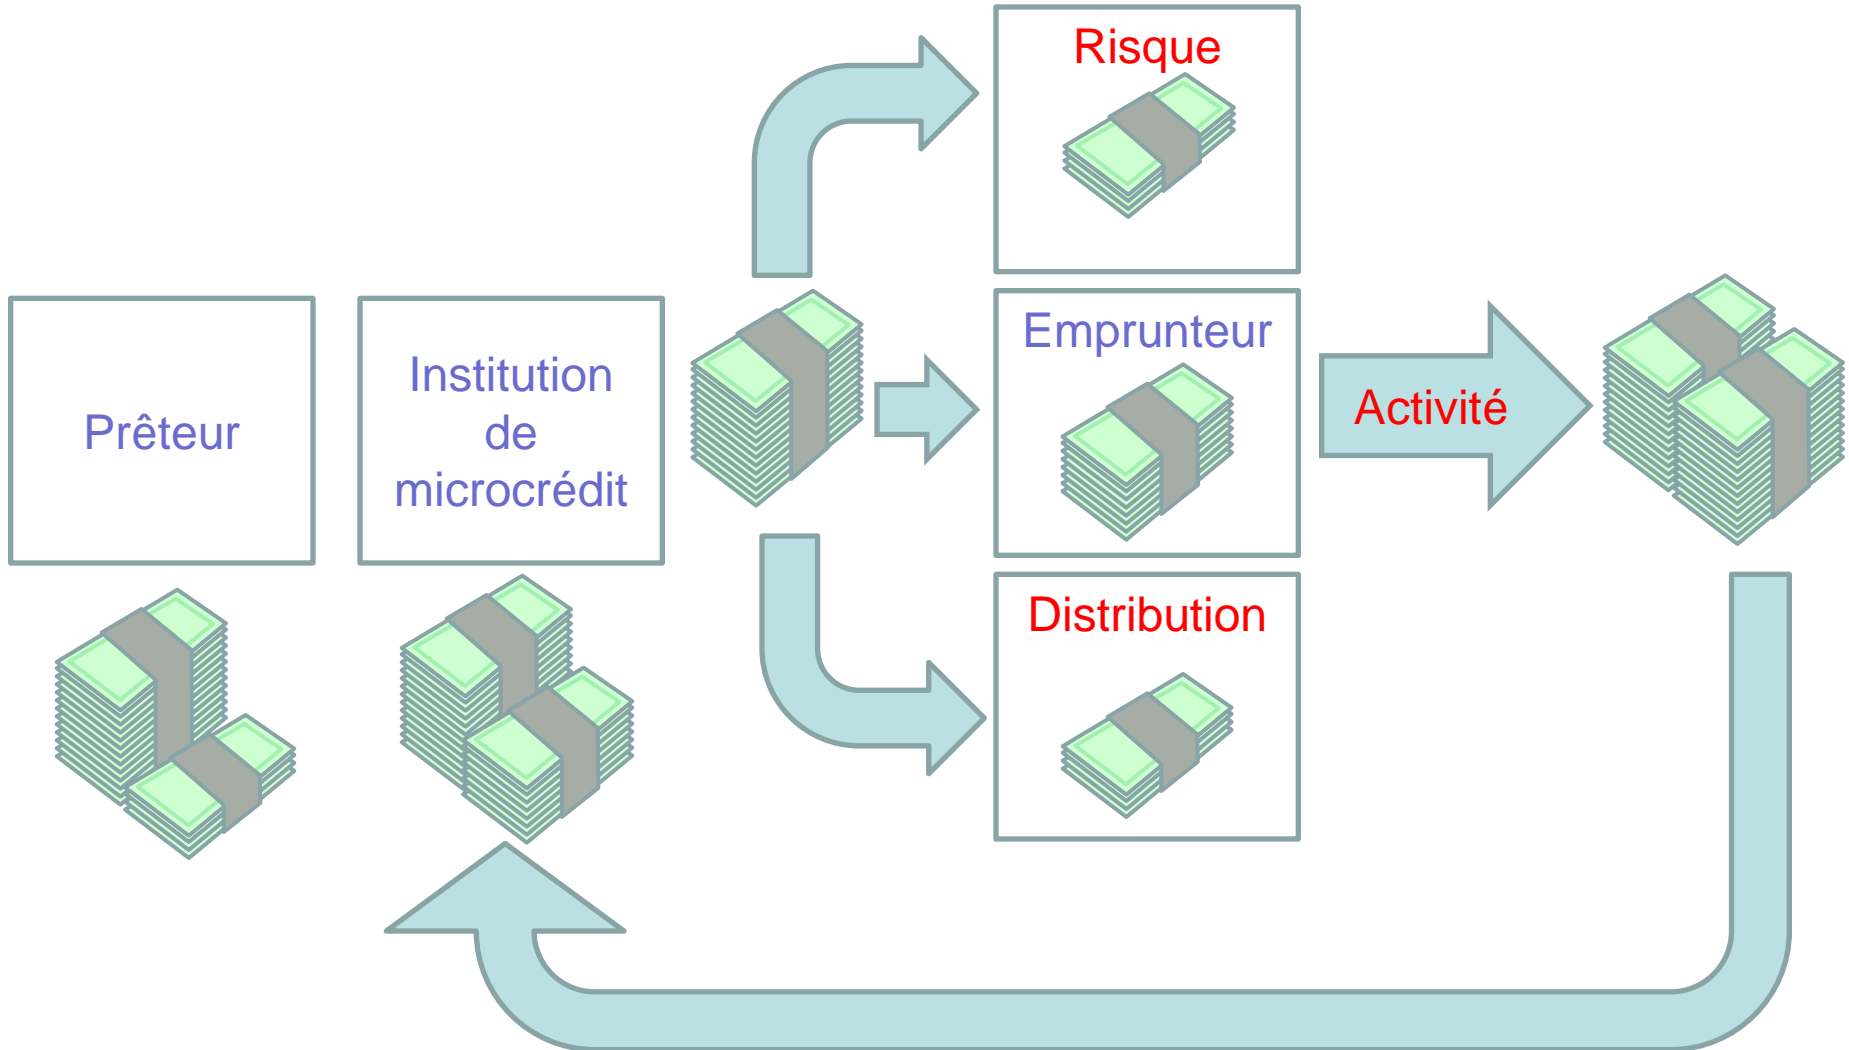 Prêteur
Institution
de
microcrédit
Risque
Emprunteur
Distribution
Activité